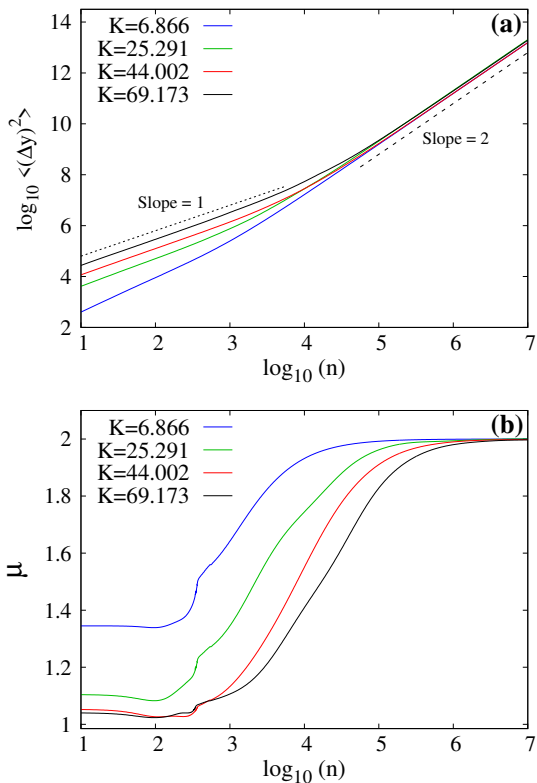 (a)
K=6.866
K=25.291
K=44.002
K=69.173
14
12
10
8
6
4
2
log10 <(Δy)2>
Slope = 1
Slope = 2
1 2 3 4 5 6 7
log10 (n)
(b)
K=6.866
K=25.291
K=44.002
K=69.173
2
1.8
1.6
1.4
1.2
1
μ
1 2 3 4 5 6 7
log10 (n)